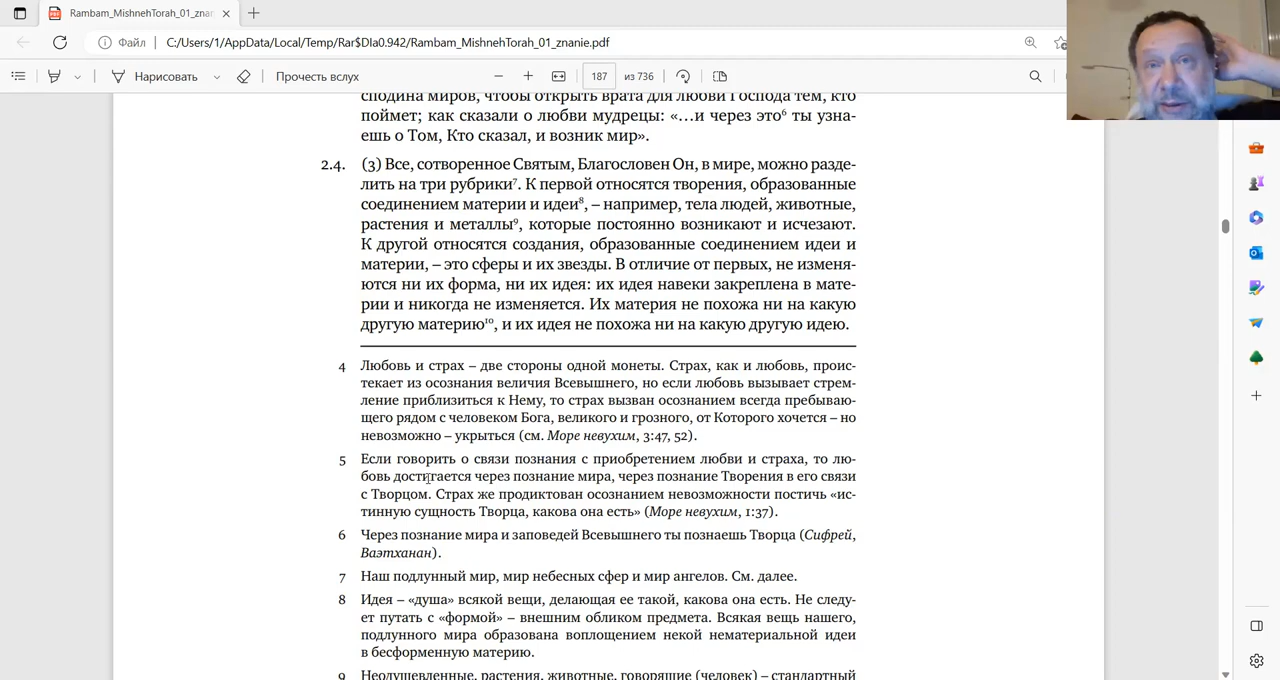 Rambam_MishnehTorah_01_zna
Файл
C:/Users/1/AppData/Local/Temp/Rar$DIa0.942/Rambam_MishnehTorah_01_znanie.pdf
Нарисовать
Прочесть вслух
187
из 736
сподина миров, чтобы открыть врата для любви Господа тем, кто
поймет; как сказали о любви мудрецы: «…и через это⁶ ты узна-
ешь о Том, Кто сказал, и возник мир».
2.4. (3) Все, сотворенное Святым, Благословен Он, в мире, можно разде-
лить на три рубрики⁷. К первой относятся творения, образованные
соединением материи и идеи⁸, – например, тела людей, животные,
растения и металлы⁹, которые постоянно возникают и исчезают.
К другой относятся создания, образованные соединением идеи и
материи, – это сферы и их звезды. В отличие от первых, не изменя-
ются ни их форма, ни их идея: их идея навеки закреплена в мате-
рии и никогда не изменяется. Их материя не похожа ни на какую
другую материю¹⁰, и их идея не похожа ни на какую другую идею.
4 Любовь и страх – две стороны одной монеты. Страх, как и любовь, проис-
текает из осознания величия Всевышнего, но если любовь вызывает стрем-
ление приблизиться к Нему, то страх вызван осознанием всегда пребываю-
щего рядом с человеком Бога, великого и грозного, от Которого хочется – но
невозможно – укрыться (см. Море невухим, 3:47, 52).
5 Если говорить о связи познания с приобретением любви и страха, то лю-
бовь достигается через познание мира, через познание Творения в его связи
с Творцом. Страх же продиктован осознанием невозможности постичь «ис-
тинную сущность Творца, какова она есть» (Море невухим, 1:37).
6 Через познание мира и заповедей Всевышнего ты познаешь Творца (Сифрей,
Ваэтханан).
7 Наш подлунный мир, мир небесных сфер и мир ангелов. См. далее.
8 Идея – «душа» всякой вещи, делающая ее такой, какова она есть. Не следу-
ет путать с «формой» – внешним обликом предмета. Всякая вещь нашего,
подлунного мира образована воплощением некой нематериальной идеи
в бесформенную материю.
9 Неодушевленные, растения, животные, говорящие (человек) – стандартный